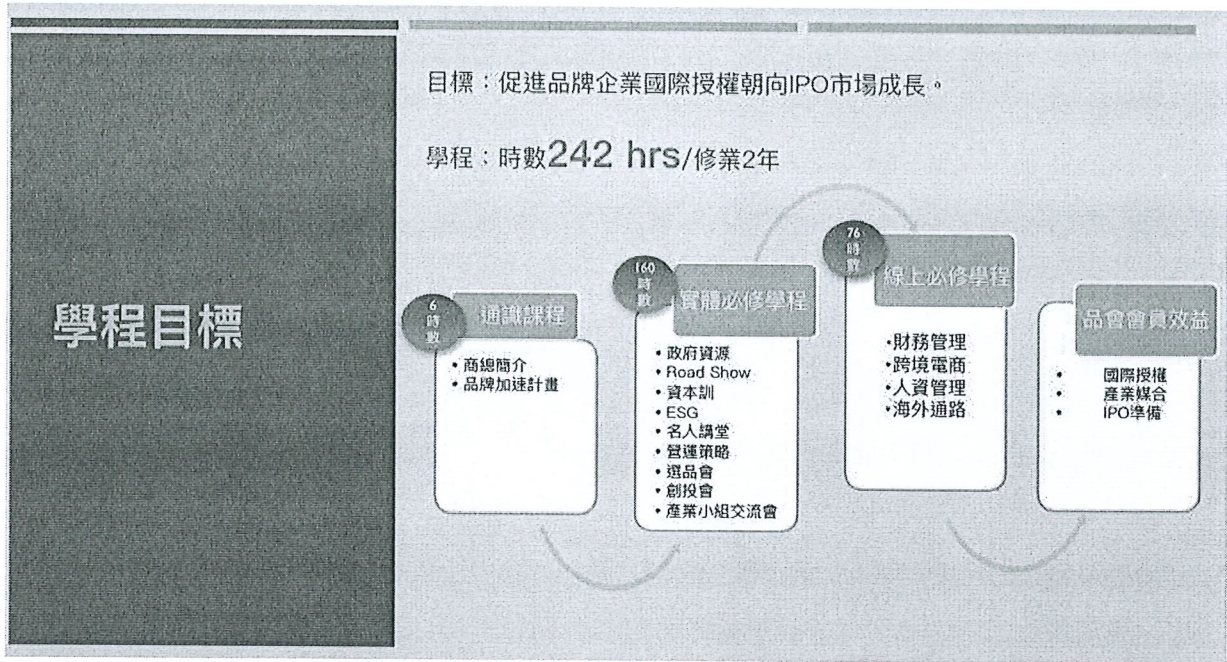 學程目標
目標：促進品牌企業國際授權朝向IPO市場成長。
學程：時數242 hrs/修業2年
6
時
數
通識課程
• 商總簡介
• 品牌加速計畫
160
時
數
實體必修學程
• 政府資源
• Road Show
• 資本訓
• ESG
• 名人講堂
• 營運策略
• 選品會
• 創投會
• 產業小組交流會
76
時
數
線上必修學程
•財務管理
•跨境電商
•人資管理
•海外通路
品會會員效益
• 國際授權
• 產業媒合
• IPO準備